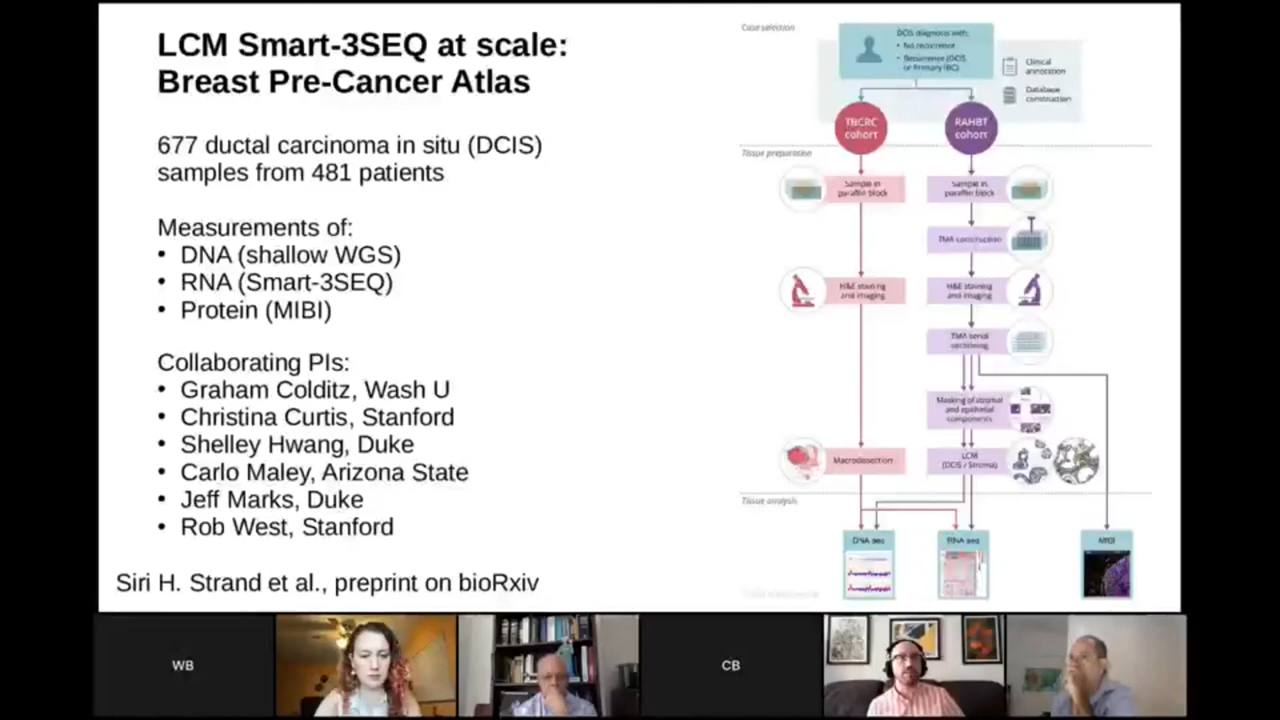 LCM Smart-3SEQ at scale:
Breast Pre-Cancer Atlas
677 ductal carcinoma in situ (DCIS)
samples from 481 patients
Measurements of:
• DNA (shallow WGS)
• RNA (Smart-3SEQ)
• Protein (MIBI)
Collaborating PIs:
• Graham Colditz, Wash U
• Christina Curtis, Stanford
• Shelley Hwang, Duke
• Carlo Maley, Arizona State
• Jeff Marks, Duke
• Rob West, Stanford
Siri H. Strand et al., preprint on bioRxiv
Case selection
DCIS diagnosis with:
• No recurrence
• Recurrence (DCIS
or Primary IBC)
Clinical
annotation
Database
construction
TBCRC
cohort
RAHBT
cohort
Tissue preparation
Sample in
paraffin block
Sample in
paraffin block
TMA construction
H&E staining
and imaging
H&E staining
and imaging
TMA serial
sectioning
Masking of stromal
and epithelial
components
Macrodissection
LCM
(DCIS / Stroma)
Tissue analysis
DNA seq
RNA seq
MIBI
WB
CB